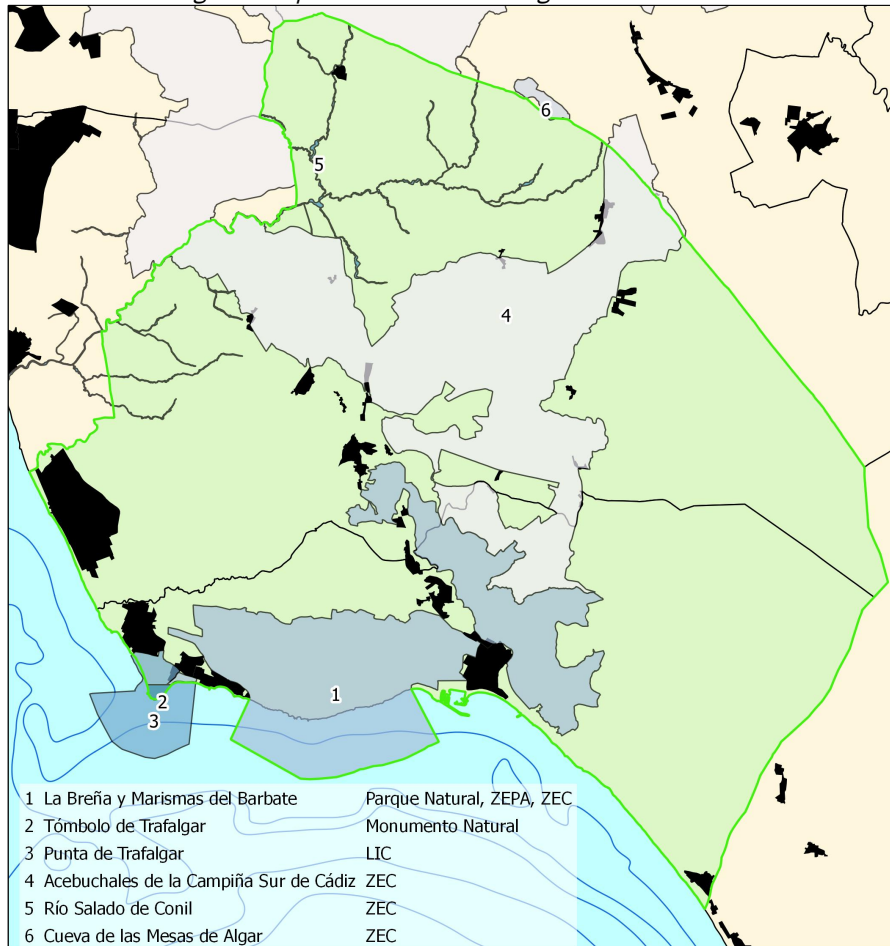 6
5
4
1
2
3
1 La Breña y Marismas del Barbate Parque Natural, ZEPA, ZEC
2 Tómbolo de Trafalgar Monumento Natural
3 Punta de Trafalgar LIC
4 Acebuchales de la Campiña Sur de Cádiz ZEC
5 Río Salado de Conil ZEC
6 Cueva de las Mesas de Algar ZEC